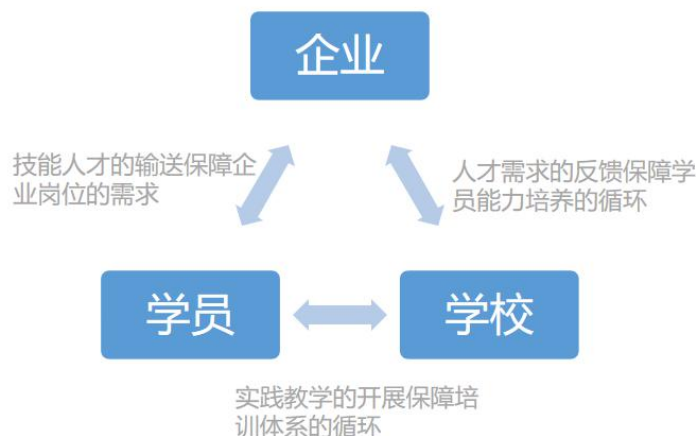 企业
技能人才的输送保障企
业岗位的需求
人才需求的反馈保障学
员能力培养的循环
学员
学校
实践教学的开展保障培
训体系的循环